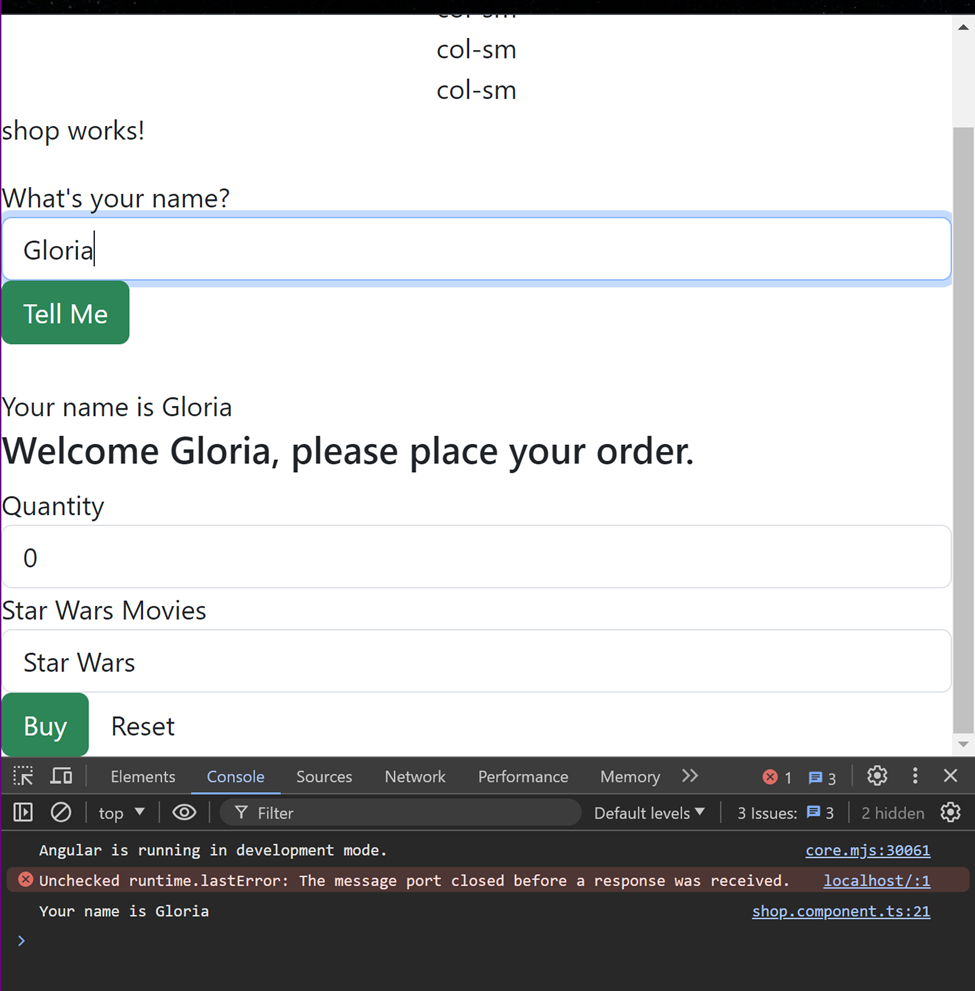 col-sm
col-sm
col-sm
shop works!
What's your name?
Gloria
Tell Me
Your name is Gloria
Welcome Gloria, please place your order.
Quantity
0
Star Wars Movies
Star Wars
Buy Reset
Elements Console Sources Network Performance Memory 1 3
top Filter Default levels 3 Issues: 3 2 hidden
Angular is running in development mode. core.mjs:30061
Unchecked runtime.lastError: The message port closed before a response was received. localhost/:1
Your name is Gloria shop.component.ts:21